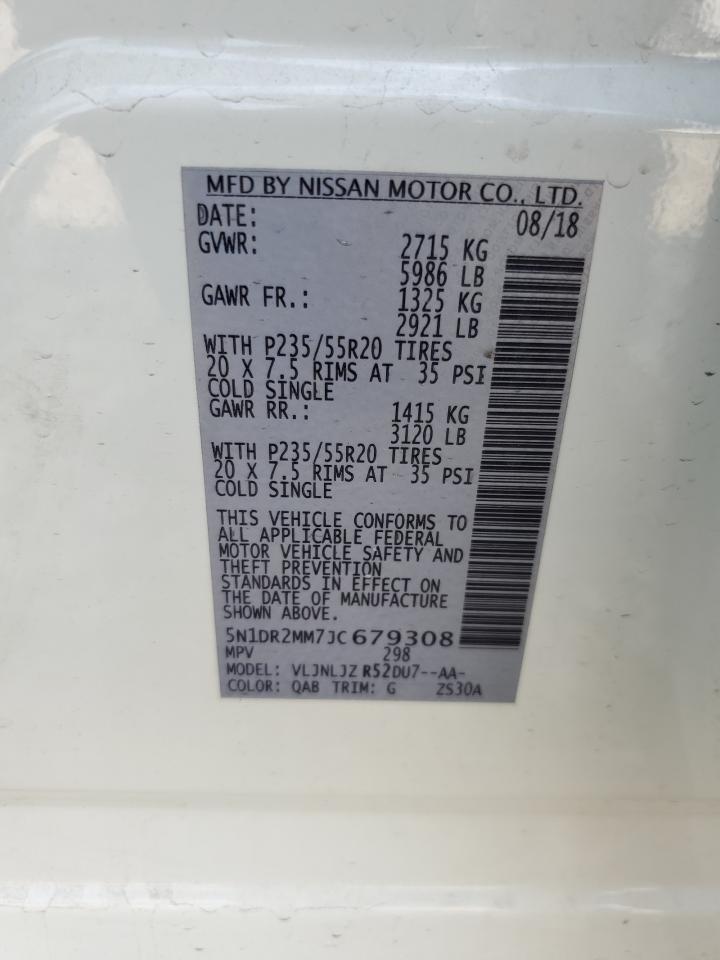 MFD BY NISSAN MOTOR CO., LTD.
DATE: 08/18
GVWR: 2715 KG
5986 LB
GAWR FR.: 1325 KG
2921 LB
WITH P235/55R20 TIRES
20 X 7.5 RIMS AT 35 PSI
COLD SINGLE
GAWR RR.: 1415 KG
3120 LB
WITH P235/55R20 TIRES
20 X 7.5 RIMS AT 35 PSI
COLD SINGLE
THIS VEHICLE CONFORMS TO
ALL APPLICABLE FEDERAL
MOTOR VEHICLE SAFETY AND
THEFT PREVENTION
STANDARDS IN EFFECT ON
THE DATE OF MANUFACTURE
SHOWN ABOVE.
5N1DR2MM7JC679308
MPV 298
MODEL: VLJNLJZ R52DU7--AA-
COLOR: QAB TRIM: G ZS30A